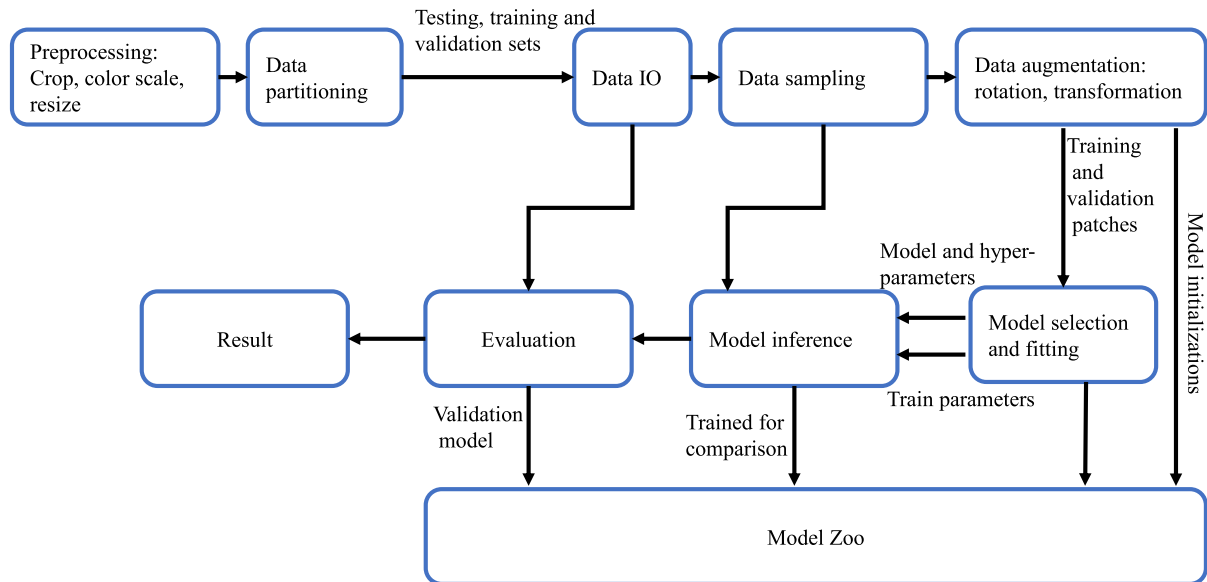 Testing, training and
validation sets
Preprocessing:
Crop, color scale,
resize
Data
partitioning
Data IO
Data sampling
Data augmentation:
rotation, transformation
Training
and
validation
patches
Model initializations
Model and hyper-
parameters
Result
Evaluation
Model inference
Model selection
and fitting
Train parameters
Validation
model
Trained for
comparison
Model Zoo